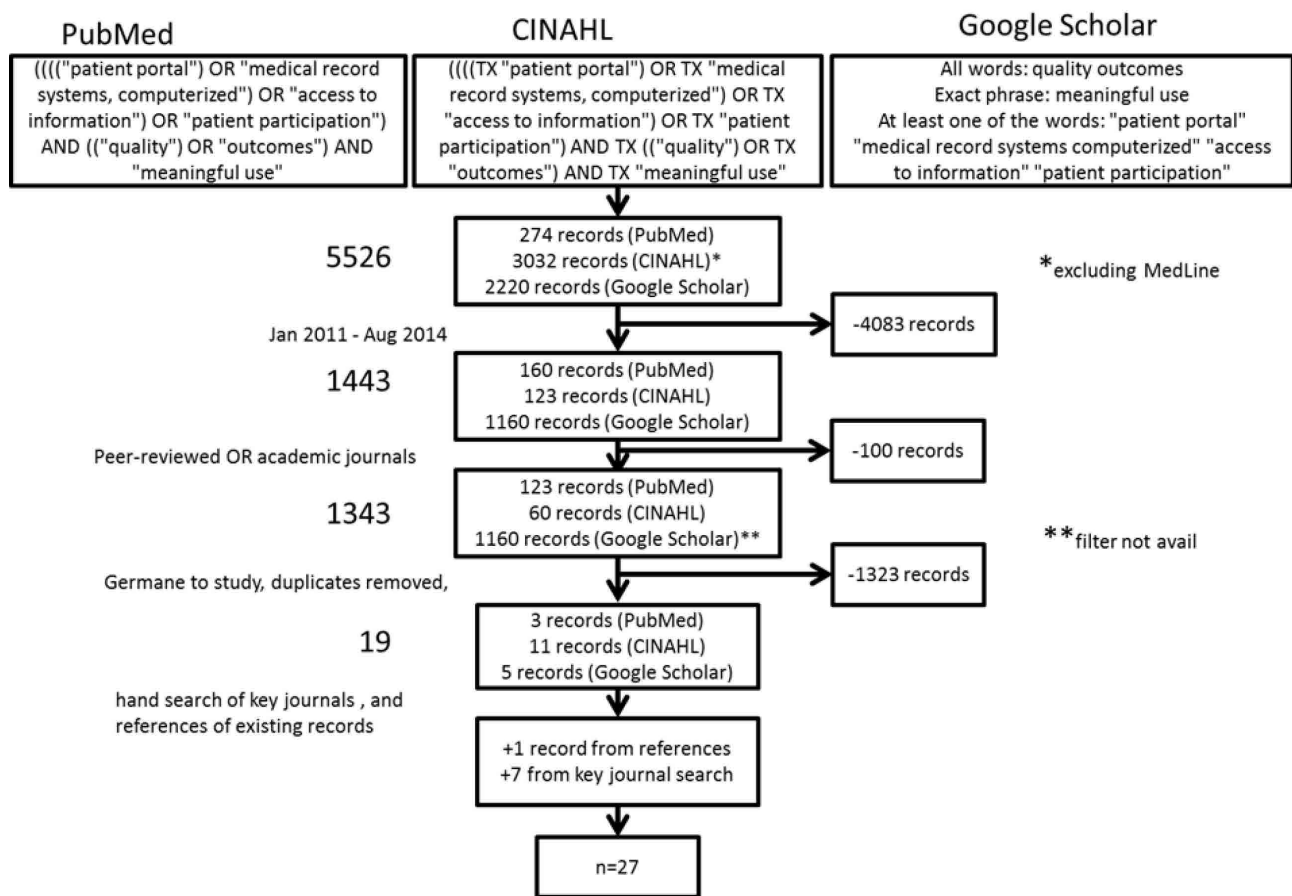 PubMed
CINAHL
Google Scholar
(((("patient portal") OR "medical record
systems, computerized") OR "access to
information") OR "patient participation")
AND (("quality") OR "outcomes") AND
"meaningful use"
((((TX "patient portal") OR TX "medical
record systems, computerized") OR TX
"access to information") OR TX "patient
participation") AND TX (("quality") OR TX
"outcomes") AND TX "meaningful use"
All words: quality outcomes
Exact phrase: meaningful use
At least one of the words: "patient portal"
"medical record systems computerized" "access
to information" "patient participation"
5526
274 records (PubMed)
3032 records (CINAHL)*
2220 records (Google Scholar)
*excluding MedLine
-4083 records
Jan 2011 - Aug 2014
1443
160 records (PubMed)
123 records (CINAHL)
1160 records (Google Scholar)
-100 records
Peer-reviewed OR academic journals
1343
123 records (PubMed)
60 records (CINAHL)
1160 records (Google Scholar)**
**filter not avail
-1323 records
Germane to study, duplicates removed,
19
3 records (PubMed)
11 records (CINAHL)
5 records (Google Scholar)
hand search of key journals , and
references of existing records
+1 record from references
+7 from key journal search
n=27